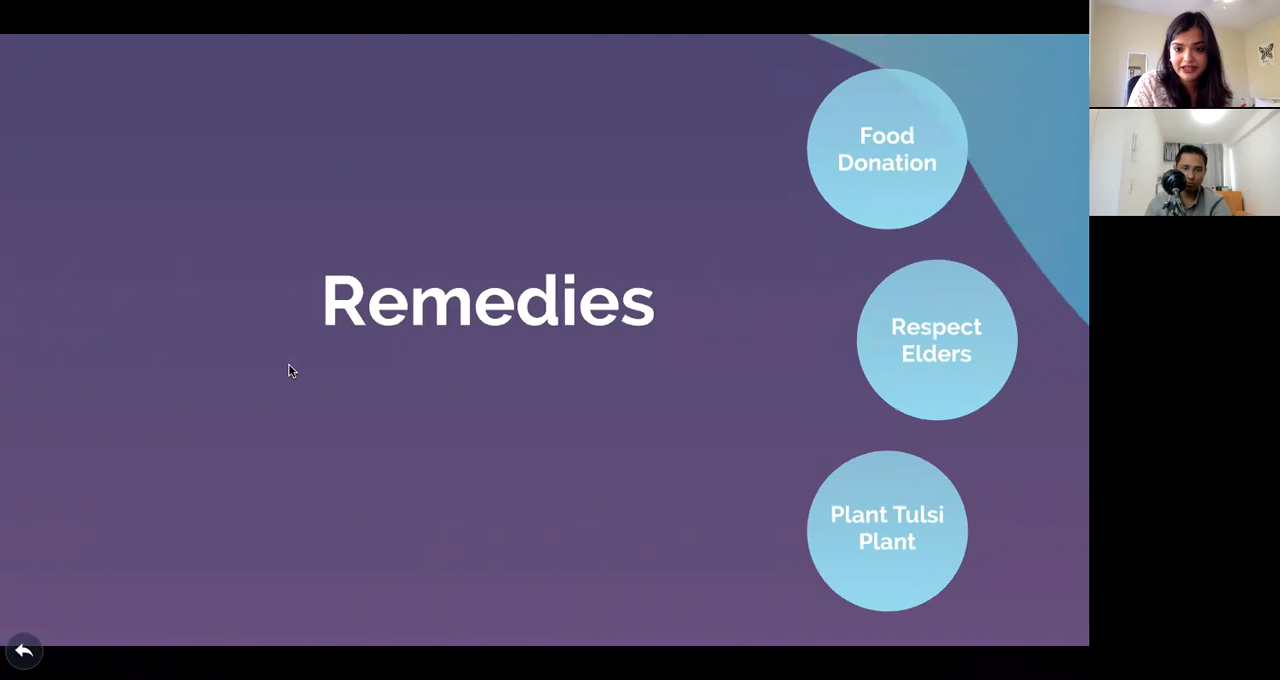 Remedies
Food
Donation
Respect
Elders
Plant Tulsi
Plant